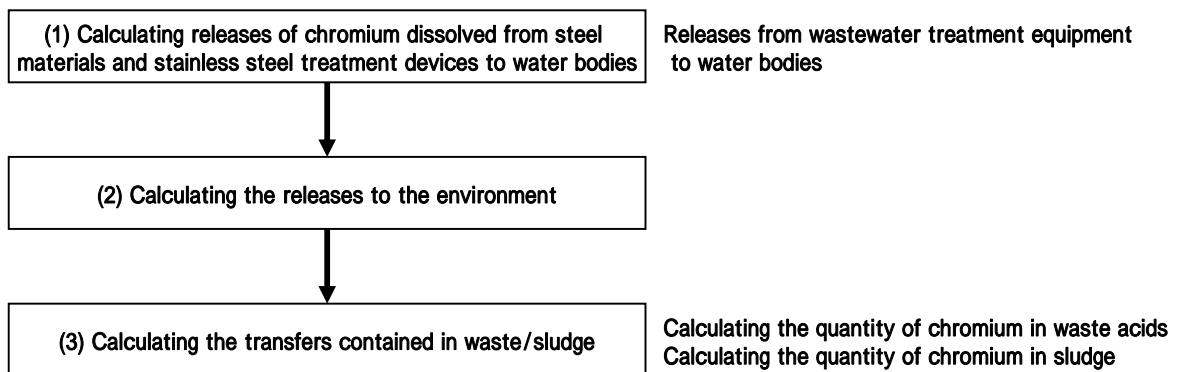 (1) Calculating releases of chromium dissolved from steel
materials and stainless steel treatment devices to water bodies
Releases from wastewater treatment equipment
to water bodies
(2) Calculating the releases to the environment
(3) Calculating the transfers contained in waste/sludge
Calculating the quantity of chromium in waste acids
Calculating the quantity of chromium in sludge